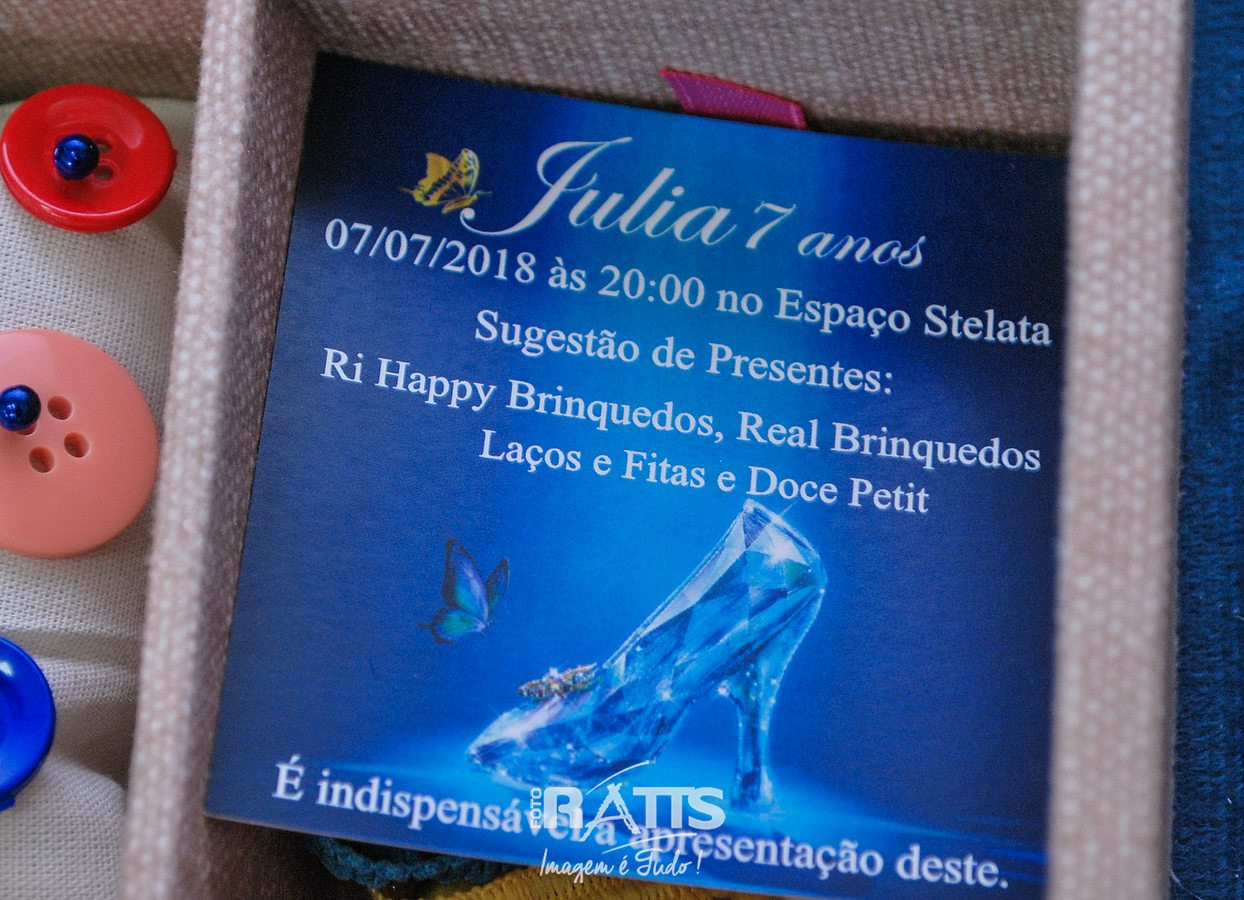 Julia 7 anos
07/07/2018 às 20:00 no Espaço Stelata
Sugestão de Presentes:
Ri Happy Brinquedos, Real Brinquedos
Laços e Fitas e Doce Petit
É indispensável a apresentação deste.
FOTO RATTS
Imagem é Tudo!